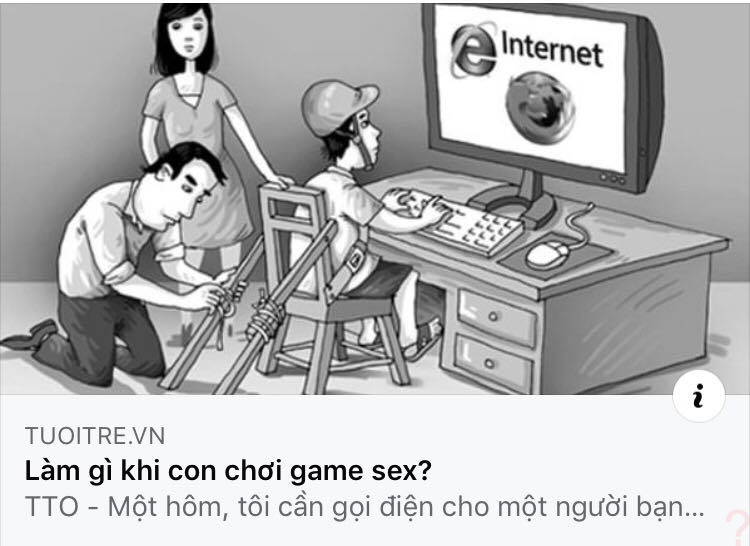 Internet
TUOITRE.VN
Làm gì khi con chơi game sex?
TTO - Một hôm, tôi cần gọi điện cho một người bạn...